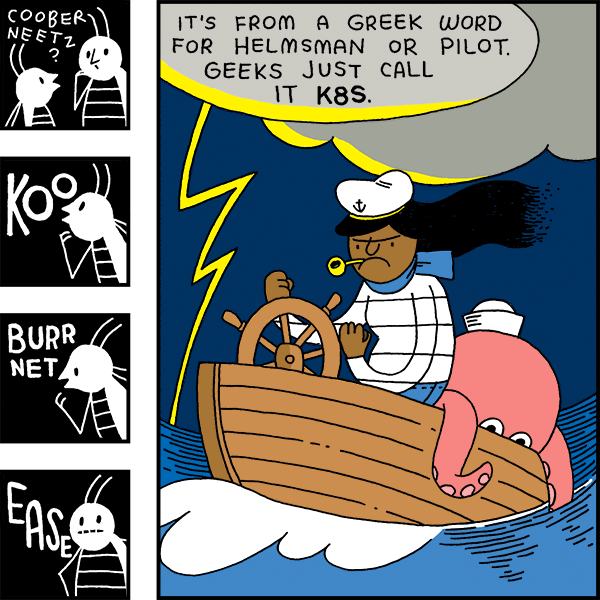 COOBER
NEETZ
?
KOO
BURR
NET
EASE
IT'S FROM A GREEK WORD
FOR HELMSMAN OR PILOT.
GEEKS JUST CALL
IT K8S.